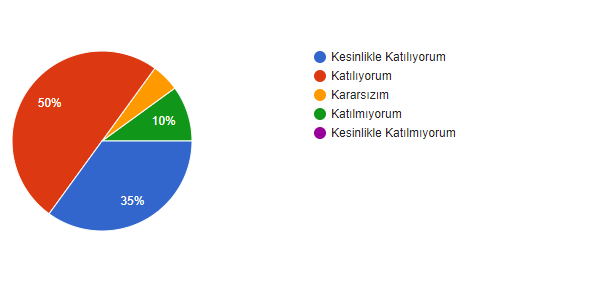 50%
10%
35%
Kesinlikle Katılıyorum
Katılıyorum
Kararsızım
Katılmıyorum
Kesinlikle Katılmıyorum